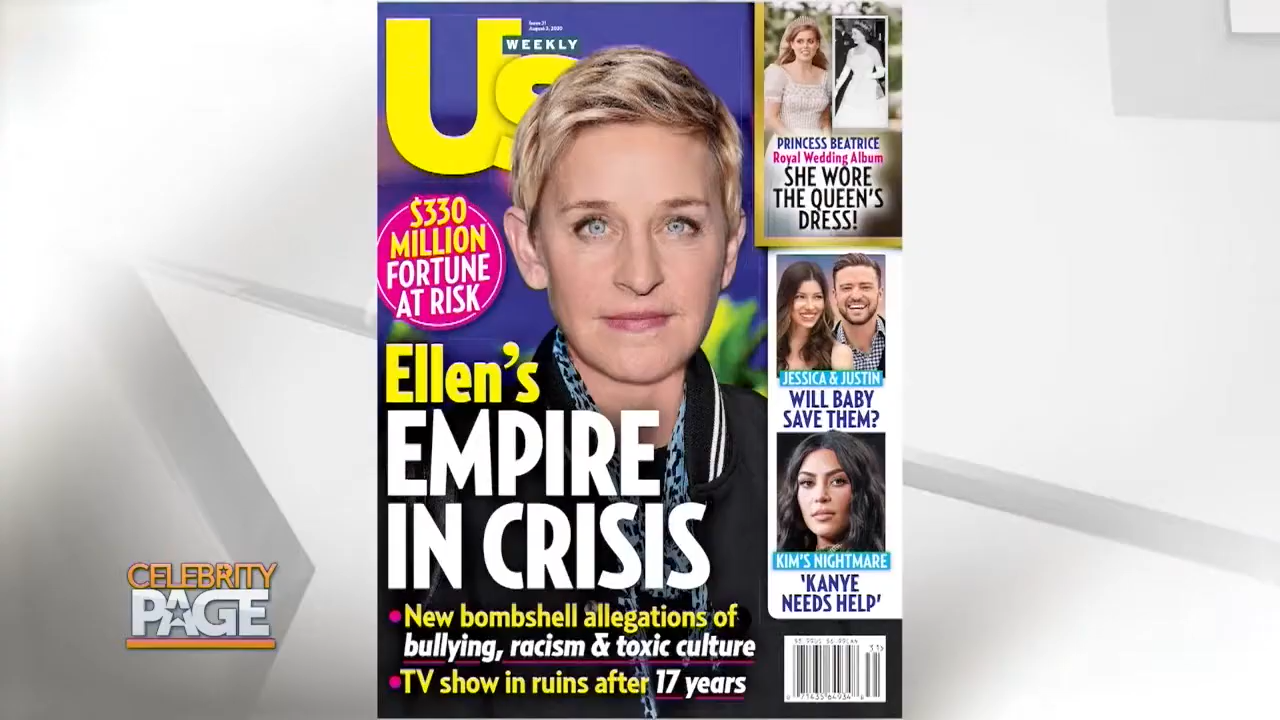 Us
WEEKLY
$330
MILLION
FORTUNE
AT RISK
Ellen's
EMPIRE
IN CRISIS
•New bombshell allegations of
bullying, racism & toxic culture
•TV show in ruins after 17 years
PRINCESS BEATRICE
Royal Wedding Album
SHE WORE
THE QUEEN'S
DRESS!
JESSICA & JUSTIN
WILL BABY
SAVE THEM?
KIM'S NIGHTMARE
'KANYE
NEEDS HELP'
CELEBRITY
PAGE